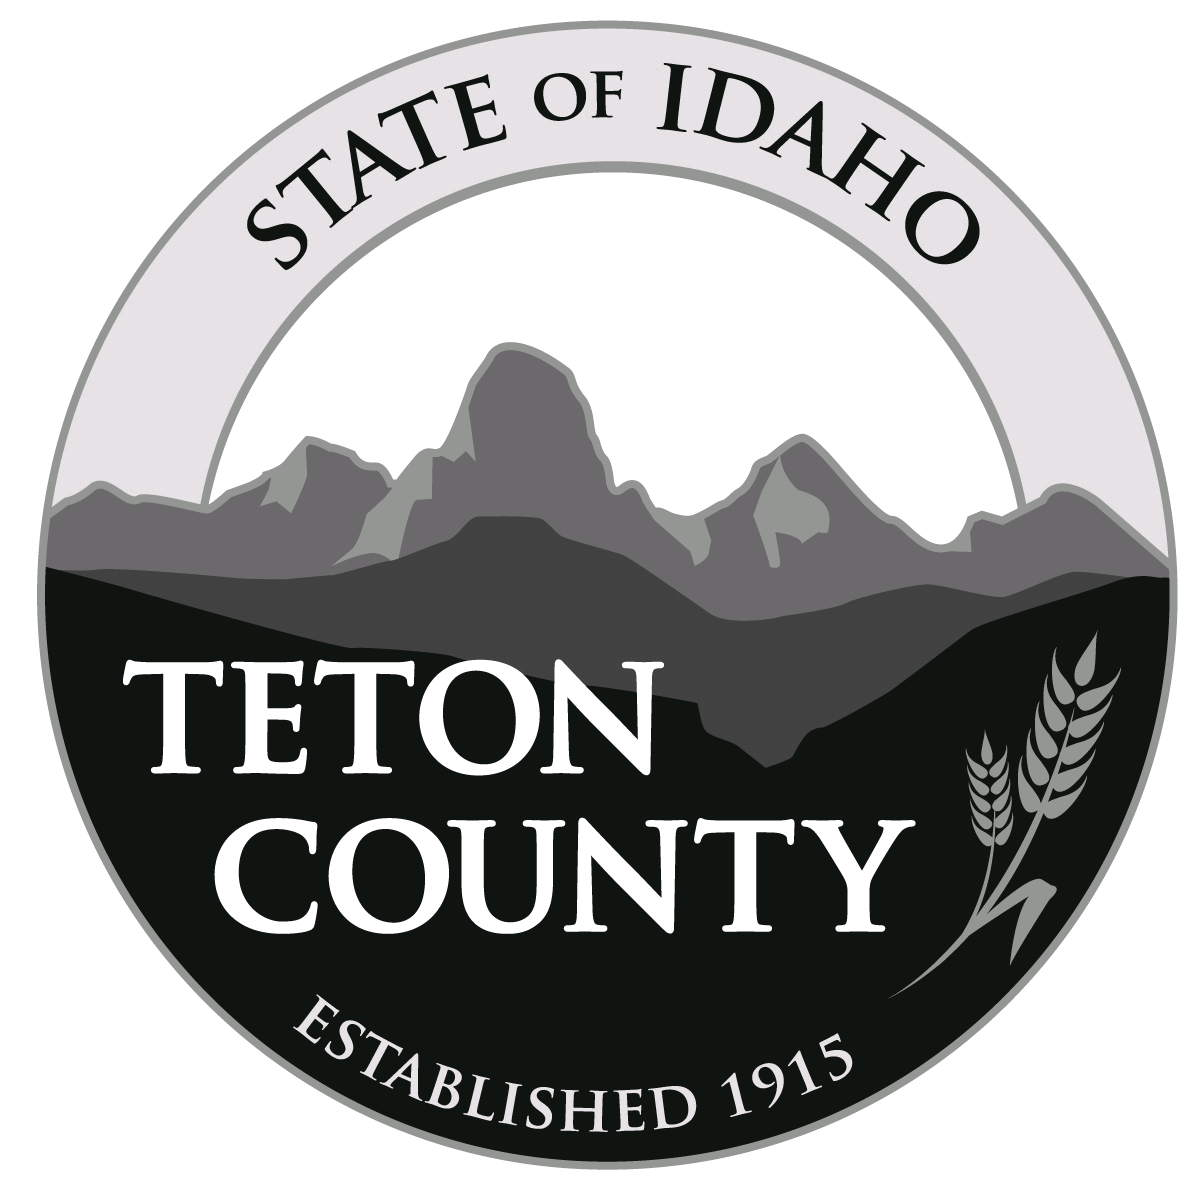 STATE OF IDAHO
TETON
COUNTY
ESTABLISHED 1915